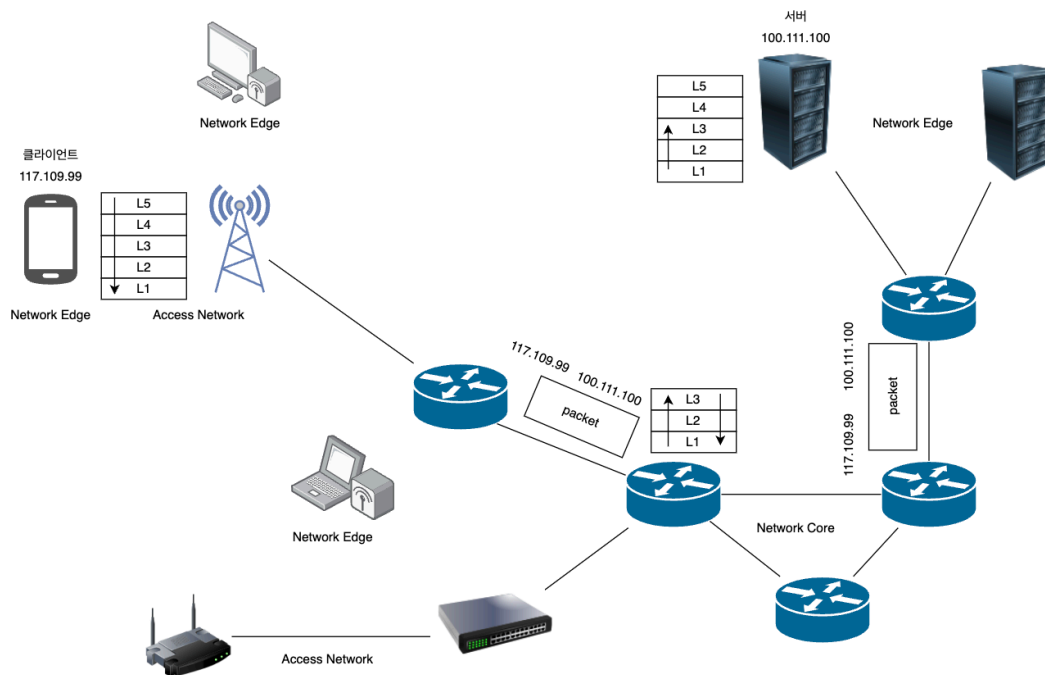 서버
100.111.100
L5
L4
L3
L2
L1
Network Edge
Network Edge
클라이언트
117.109.99
L5
L4
L3
L2
L1
Network Edge
Access Network
117.109.99
100.111.100
packet
L3
L2
L1
100.111.100
packet
117.109.99
Network Core
Network Edge
Access Network